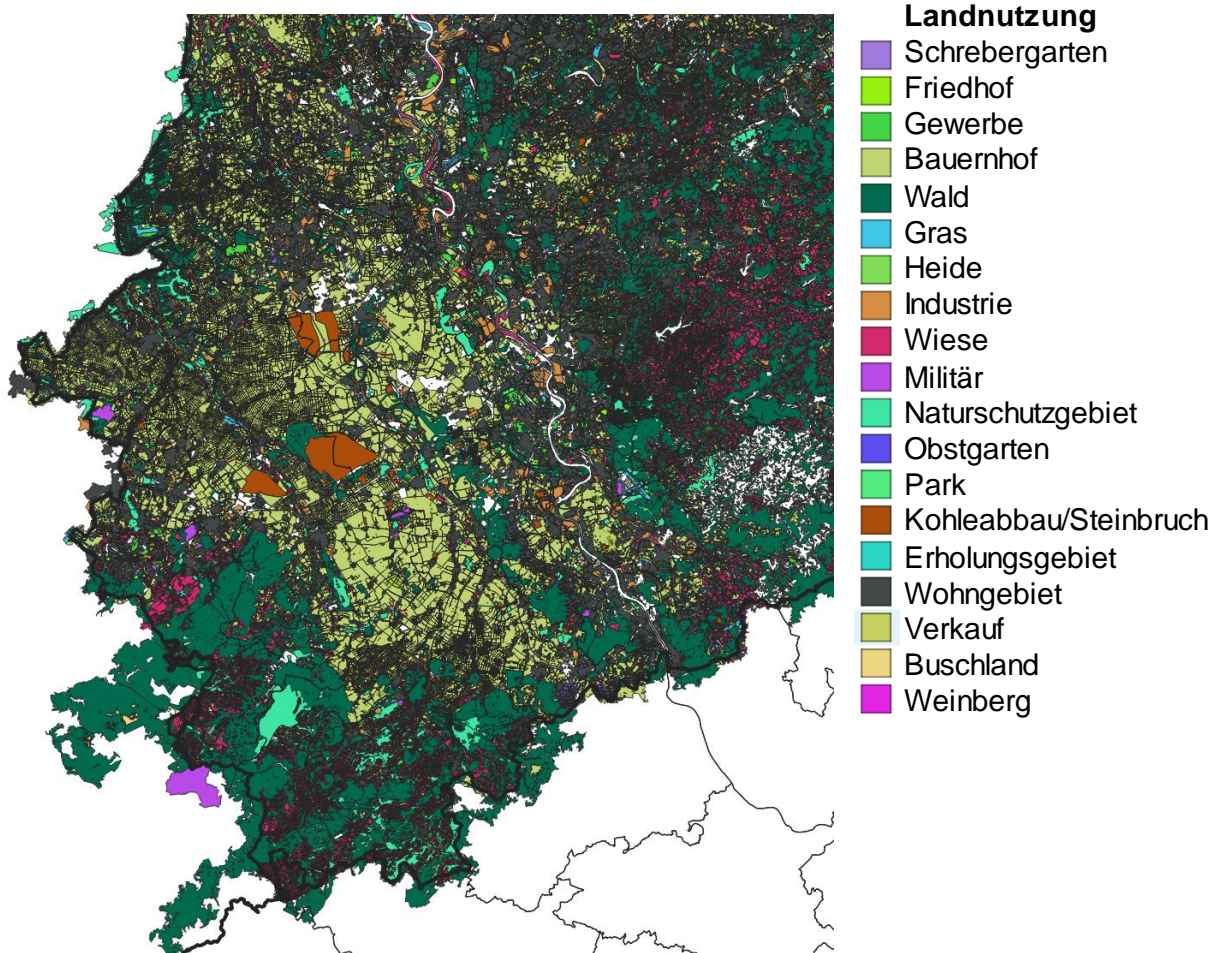 Landnutzung
Schrebergarten
Friedhof
Gewerbe
Bauernhof
Wald
Gras
Heide
Industrie
Wiese
Militär
Naturschutzgebiet
Obstgarten
Park
Kohleabbau/Steinbruch
Erholungsgebiet
Wohngebiet
Verkauf
Buschland
Weinberg